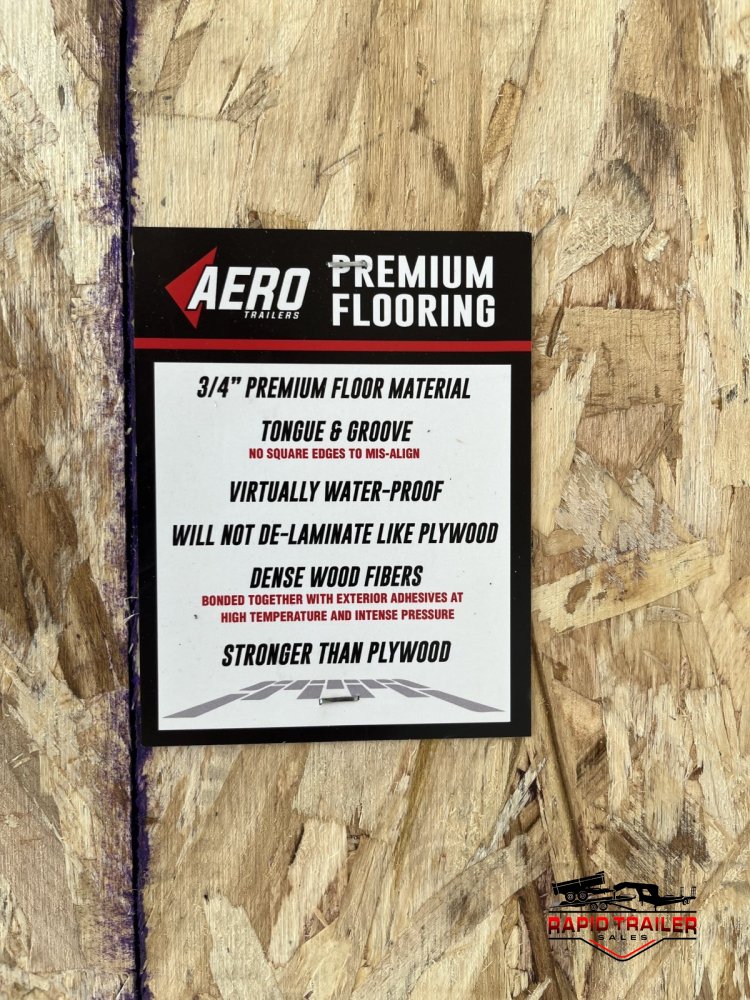 AERO
TRAILERS
PREMIUM
FLOORING
3/4" PREMIUM FLOOR MATERIAL
TONGUE & GROOVE
NO SQUARE EDGES TO MIS-ALIGN
VIRTUALLY WATER-PROOF
WILL NOT DE-LAMINATE LIKE PLYWOOD
DENSE WOOD FIBERS
BONDED TOGETHER WITH EXTERIOR ADHESIVES AT
HIGH TEMPERATURE AND INTENSE PRESSURE
STRONGER THAN PLYWOOD
RAPID TRAILER
SALES